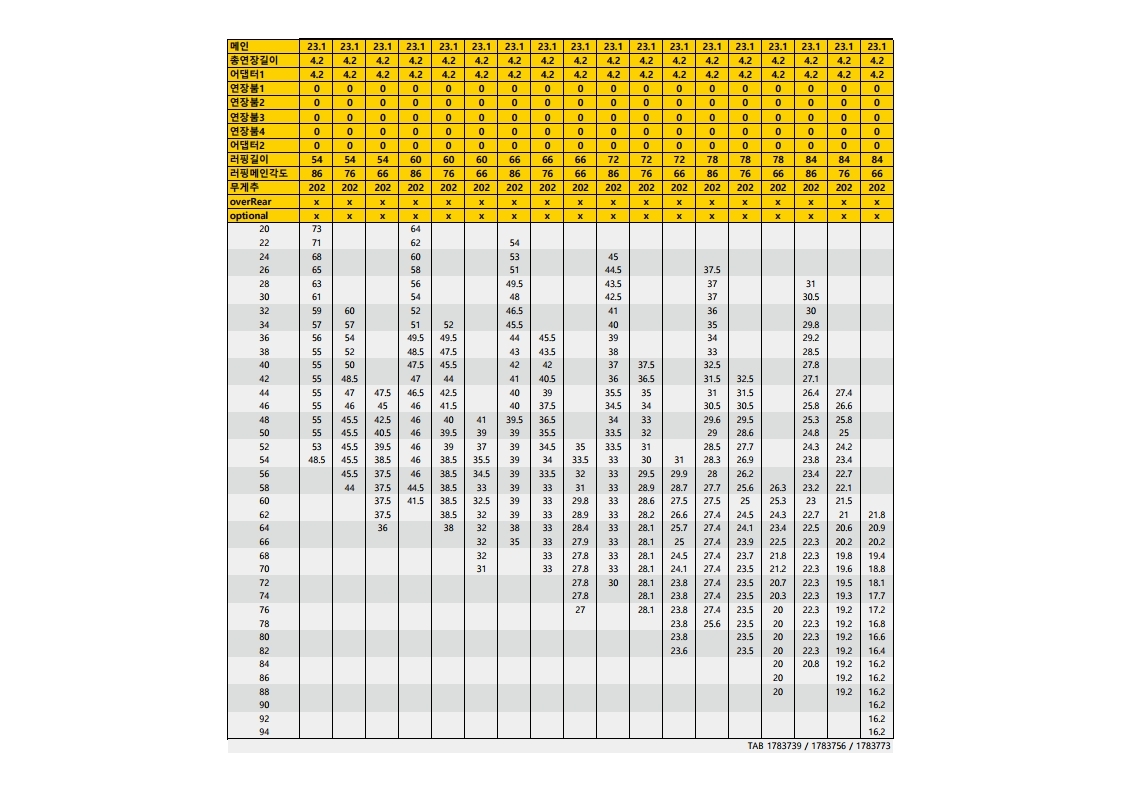 메인 23.1 23.1 23.1 23.1 23.1 23.1 23.1 23.1 23.1 23.1 23.1 23.1 23.1 23.1 23.1 23.1 23.1 23.1
총연장길이 4.2 4.2 4.2 4.2 4.2 4.2 4.2 4.2 4.2 4.2 4.2 4.2 4.2 4.2 4.2 4.2 4.2 4.2
어댑터1 4.2 4.2 4.2 4.2 4.2 4.2 4.2 4.2 4.2 4.2 4.2 4.2 4.2 4.2 4.2 4.2 4.2 4.2
연장붐1 0 0 0 0 0 0 0 0 0 0 0 0 0 0 0 0 0 0
연장붐2 0 0 0 0 0 0 0 0 0 0 0 0 0 0 0 0 0 0
연장붐3 0 0 0 0 0 0 0 0 0 0 0 0 0 0 0 0 0 0
연장붐4 0 0 0 0 0 0 0 0 0 0 0 0 0 0 0 0 0 0
어댑터2 0 0 0 0 0 0 0 0 0 0 0 0 0 0 0 0 0 0
러핑길이 54 54 54 60 60 60 66 66 66 72 72 72 78 78 78 84 84 84
러핑메인각도 86 76 66 86 76 66 86 76 66 86 76 66 86 76 66 86 76 66
무게추 202 202 202 202 202 202 202 202 202 202 202 202 202 202 202 202 202 202
overRear x x x x x x x x x x x x x x x x x x
optional x x x x x x x x x x x x x x x x x x
20 73 64
22 71 62 54
24 68 60 53 45
26 65 58 51 44.5 37.5
28 63 56 49.5 43.5 37 31
30 61 54 48 42.5 37 30.5
32 59 60 52 46.5 41 36 30
34 57 57 51 52 45.5 40 35 29.8
36 56 54 49.5 49.5 44 45.5 39 34 29.2
38 55 52 48.5 47.5 43 43.5 38 33 28.5
40 55 50 47.5 45.5 42 42 37 37.5 32.5 27.8
42 55 48.5 47 44 41 40.5 36 36.5 31.5 32.5 27.1
44 55 47 47.5 46.5 42.5 40 39 35.5 35 31 31.5 26.4 27.4
46 55 46 45 46 41.5 40 37.5 34.5 34 30.5 30.5 25.8 26.6
48 55 45.5 42.5 46 40 41 39.5 36.5 34 33 29.6 29.5 25.3 25.8
50 55 45.5 40.5 46 39.5 39 39 35.5 33.5 32 29 28.6 24.8 25
52 53 45.5 39.5 46 39 37 39 34.5 35 33.5 31 28.5 27.7 24.3 24.2
54 48.5 45.5 38.5 46 38.5 35.5 39 34 33.5 33 30 31 28.3 26.9 23.8 23.4
56 45.5 37.5 46 38.5 34.5 39 33.5 32 33 29.5 29.9 28 26.2 23.4 22.7
58 44 37.5 44.5 38.5 33 39 33 31 33 28.9 28.7 27.7 25.6 26.3 23.2 22.1
60 37.5 41.5 38.5 32.5 39 33 29.8 33 28.6 27.5 27.5 25 25.3 23 21.5
62 37.5 38.5 32 39 33 28.9 33 28.2 26.6 27.4 24.5 24.3 22.7 21 21.8
64 36 38 32 38 33 28.4 33 28.1 25.7 27.4 24.1 23.4 22.5 20.6 20.9
66 32 35 33 27.9 33 28.1 25 27.4 23.9 22.5 22.3 20.2 20.2
68 32 33 27.8 33 28.1 24.5 27.4 23.7 21.8 22.3 19.8 19.4
70 31 33 27.8 33 28.1 24.1 27.4 23.5 21.2 22.3 19.6 18.8
72 27.8 30 28.1 23.8 27.4 23.5 20.7 22.3 19.5 18.1
74 27.8 28.1 23.8 27.4 23.5 20.3 22.3 19.3 17.7
76 27 28.1 23.8 27.4 23.5 20 22.3 19.2 17.2
78 23.8 25.6 23.5 20 22.3 19.2 16.8
80 23.8 23.5 20 22.3 19.2 16.6
82 23.6 23.5 20 22.3 19.2 16.4
84 20 20.8 19.2 16.2
86 20 19.2 16.2
88 20 19.2 16.2
90 16.2
92 16.2
94 16.2
TAB 1783739 / 1783756 / 1783773